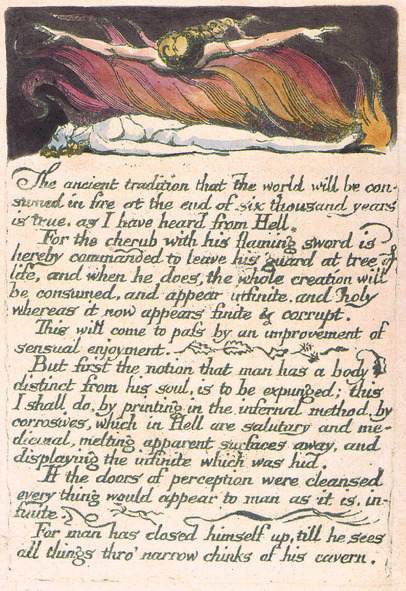 The ancient tradition that the world will be con-
sumed in fire at the end of six thousand years
is true. as I have heard from Hell.
For the cherub with his flaming sword is
hereby commanded to leave his guard at tree of
life, and when he does, the whole creation will
be consumed, and appear infinite. and holy
whereas it now appears finite & corrupt.
This will come to paſs by an improvement of
sensual enjoyment.
But first the notion that man has a body
distinct from his soul, is to be expunged; this
I shall do, by printing in the infernal method, by
corrosives, which in Hell are salutary and me-
dicinal, melting apparent surfaces away, and
displaying the infinite which was hid.
If the doors of perception were cleansed
every thing would appear to man as it is, in-
finite.
For man has closed himself up, till he sees
all things thro' narrow chinks of his cavern.